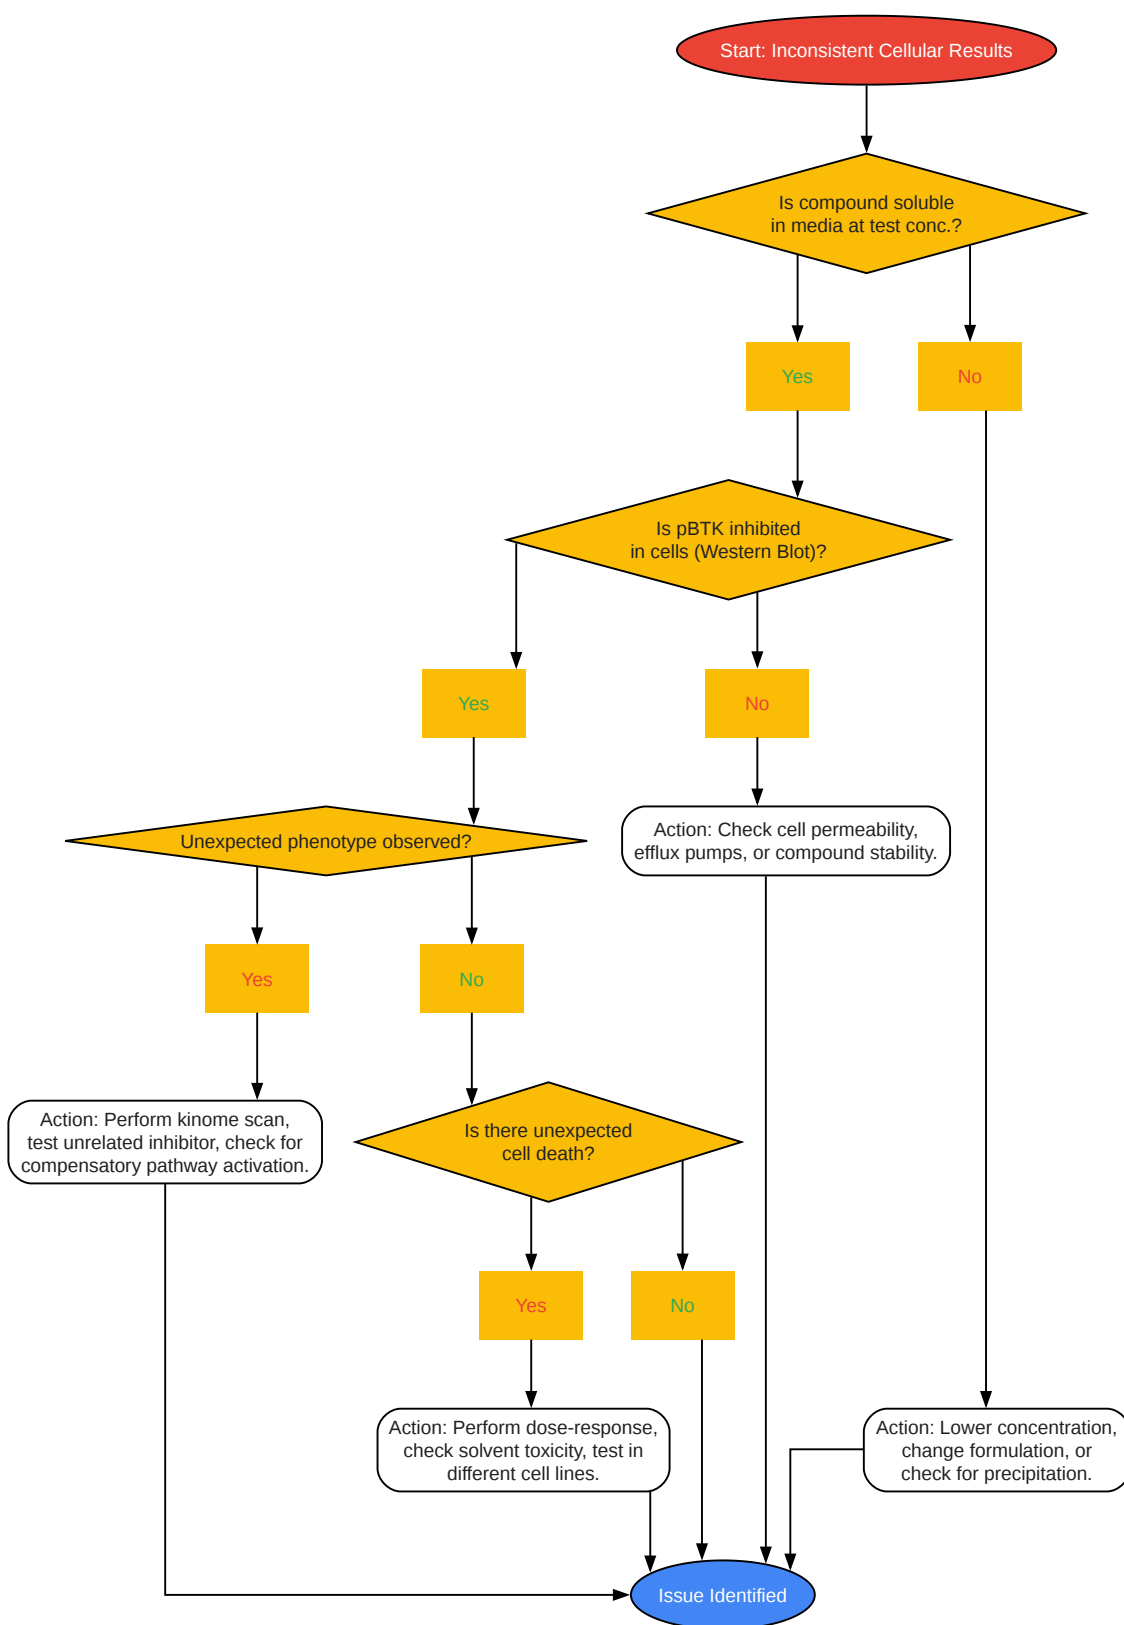 Start: Inconsistent Cellular Results
Is compound soluble
in media at test conc.?
Yes
No
Is pBTK inhibited
in cells (Western Blot)?
Yes
No
Unexpected phenotype observed?
Action: Check cell permeability,
efflux pumps, or compound stability.
Yes
No
Action: Perform kinome scan,
test unrelated inhibitor, check for
compensatory pathway activation.
Is there unexpected
cell death?
Yes
No
Action: Perform dose-response,
check solvent toxicity, test in
different cell lines.
Action: Lower concentration,
change formulation, or
check for precipitation.
Issue Identified